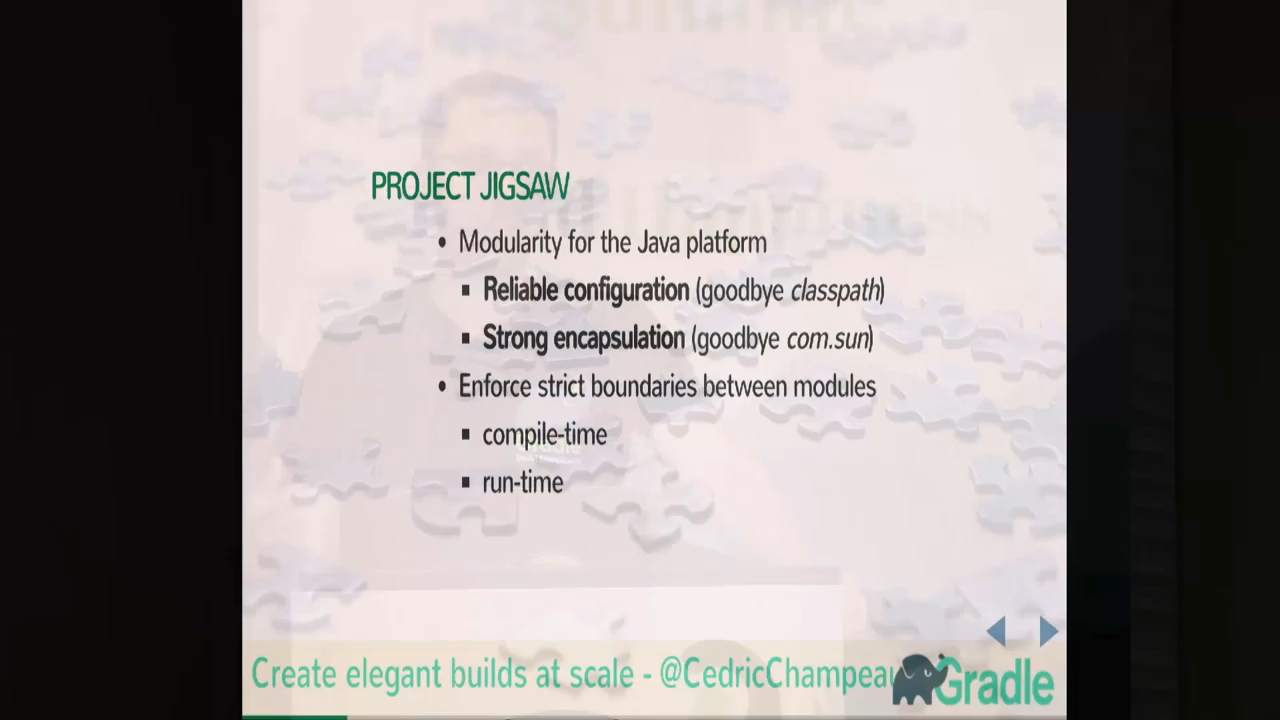 PROJECT JIGSAW
• Modularity for the Java platform
▪ Reliable configuration (goodbye classpath)
▪ Strong encapsulation (goodbye com.sun)
• Enforce strict boundaries between modules
▪ compile-time
▪ run-time
Create elegant builds at scale - @CedricChampeau
Gradle